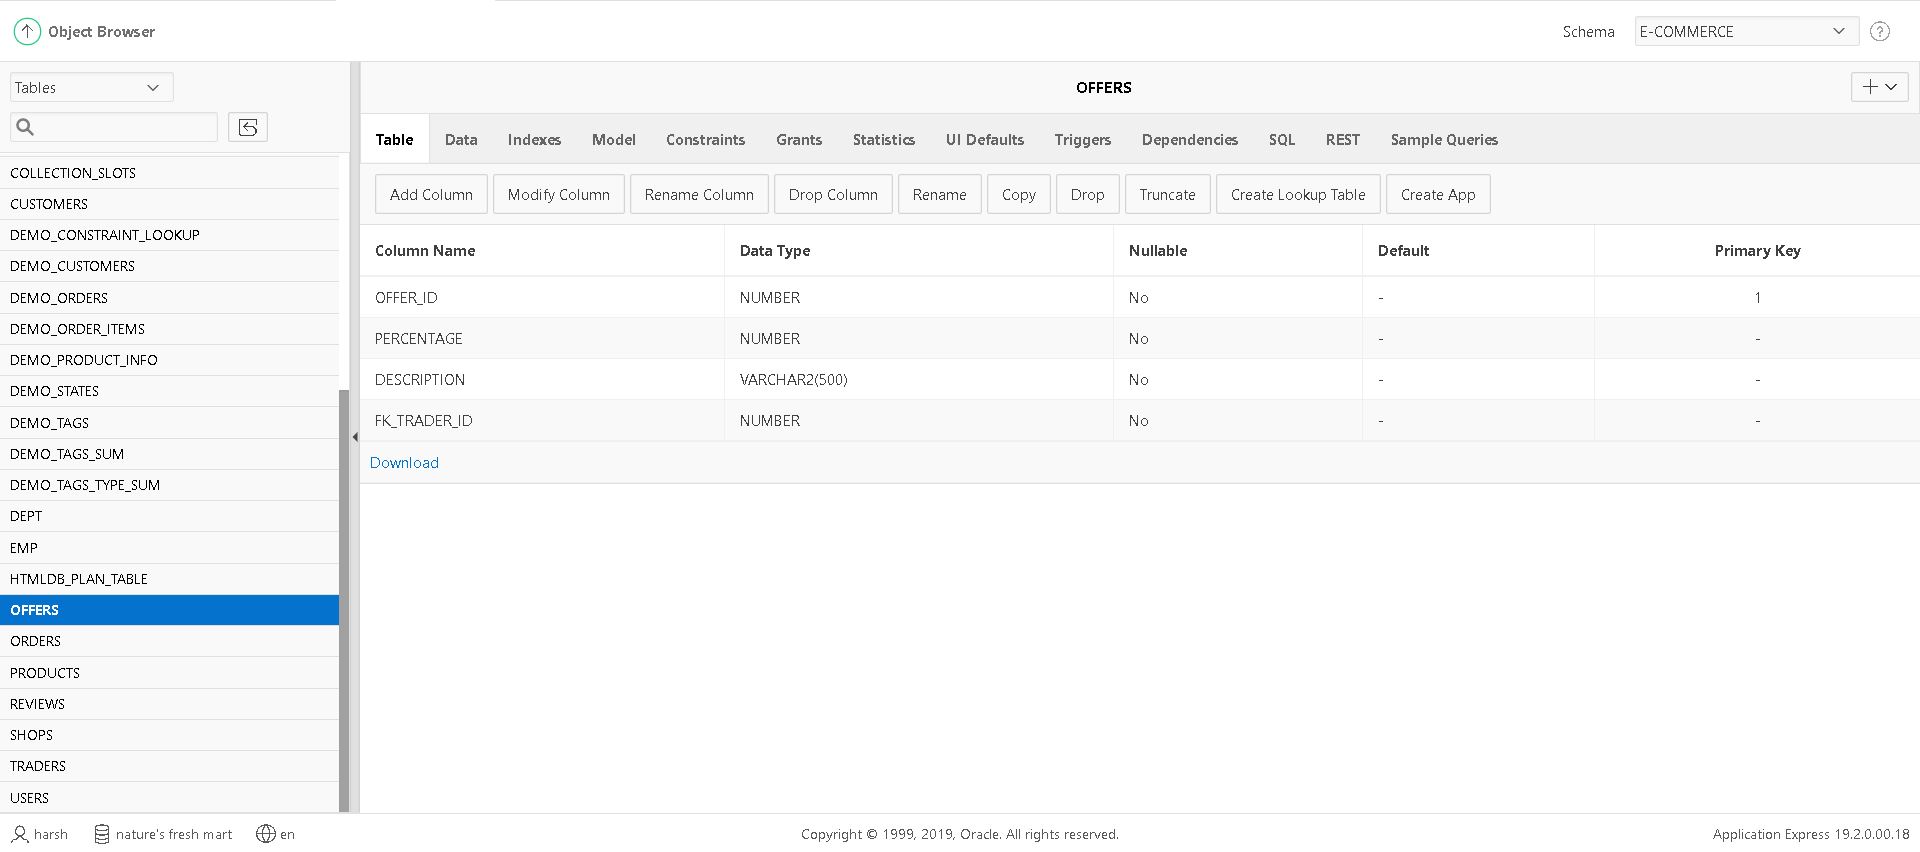 Object Browser
Schema E-COMMERCE
Tables
OFFERS
Table Data Indexes Model Constraints Grants Statistics UI Defaults Triggers Dependencies SQL REST Sample Queries
Add Column Modify Column Rename Column Drop Column Rename Copy Drop Truncate Create Lookup Table Create App
Column Name Data Type Nullable Default Primary Key
OFFER_ID NUMBER No - 1
PERCENTAGE NUMBER No - -
DESCRIPTION VARCHAR2(500) No - -
FK_TRADER_ID NUMBER No - -
Download
COLLECTION_SLOTS
CUSTOMERS
DEMO_CONSTRAINT_LOOKUP
DEMO_CUSTOMERS
DEMO_ORDERS
DEMO_ORDER_ITEMS
DEMO_PRODUCT_INFO
DEMO_STATES
DEMO_TAGS
DEMO_TAGS_SUM
DEMO_TAGS_TYPE_SUM
DEPT
EMP
HTMLDB_PLAN_TABLE
OFFERS
ORDERS
PRODUCTS
REVIEWS
SHOPS
TRADERS
USERS
harsh nature's fresh mart en Copyright © 1999, 2019, Oracle. All rights reserved. Application Express 19.2.0.00.18